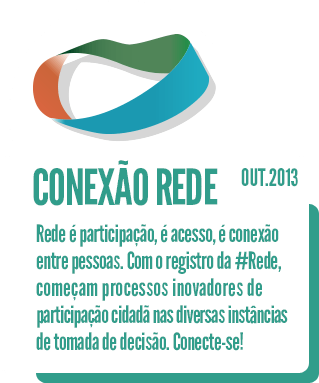 CONEXÃO REDE OUT.2013
Rede é participação, é acesso, é conexão
entre pessoas. Com o registro da #Rede,
começam processos inovadores de
participação cidadã nas diversas instâncias
de tomada de decisão. Conecte-se!